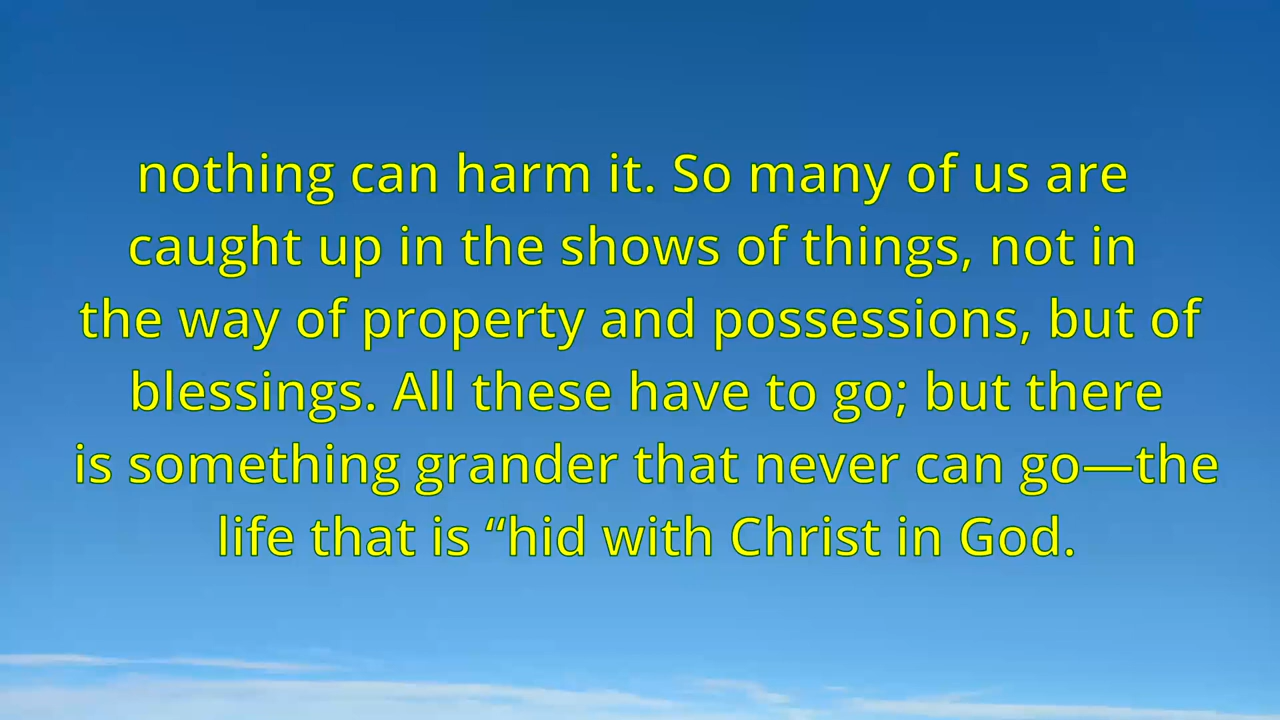 nothing can harm it. So many of us are
caught up in the shows of things, not in
the way of property and possessions, but of
blessings. All these have to go; but there
is something grander that never can go—the
life that is “hid with Christ in God.